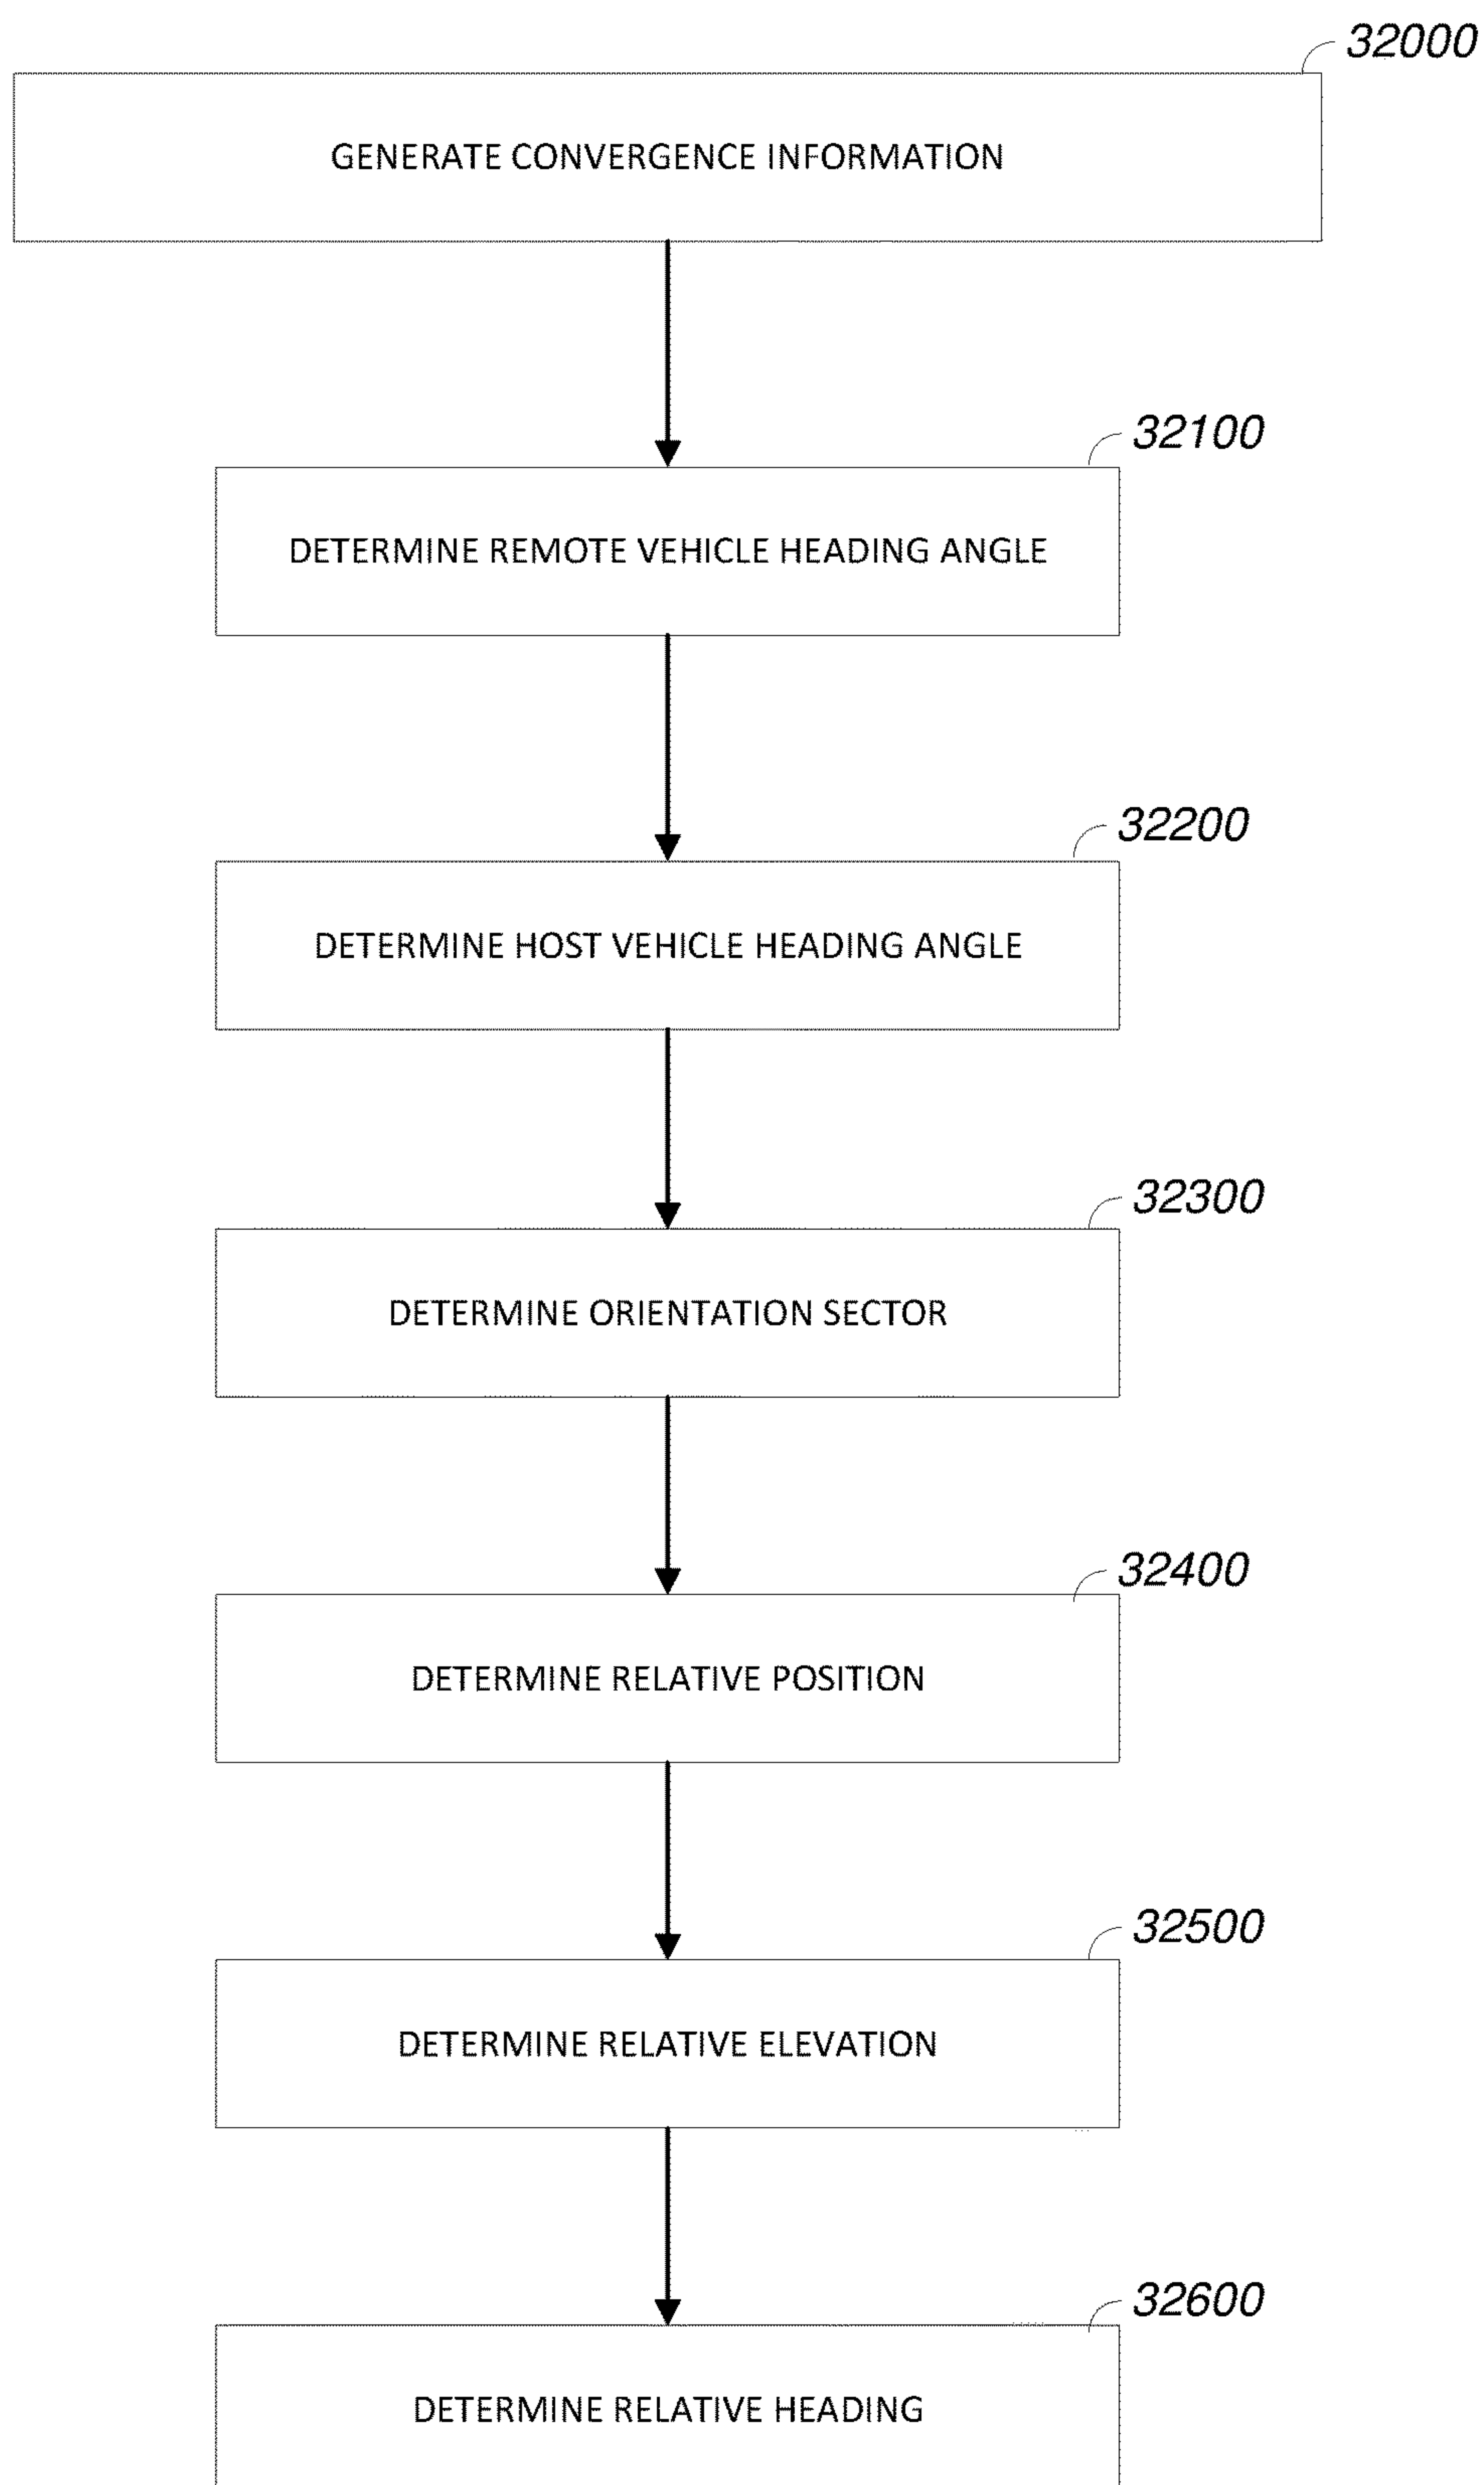 32000
GENERATE CONVERGENCE INFORMATION
32100
DETERMINE REMOTE VEHICLE HEADING ANGLE
32200
DETERMINE HOST VEHICLE HEADING ANGLE
32300
DETERMINE ORIENTATION SECTOR
32400
DETERMINE RELATIVE POSITION
32500
DETERMINE RELATIVE ELEVATION
32600
DETERMINE RELATIVE HEADING